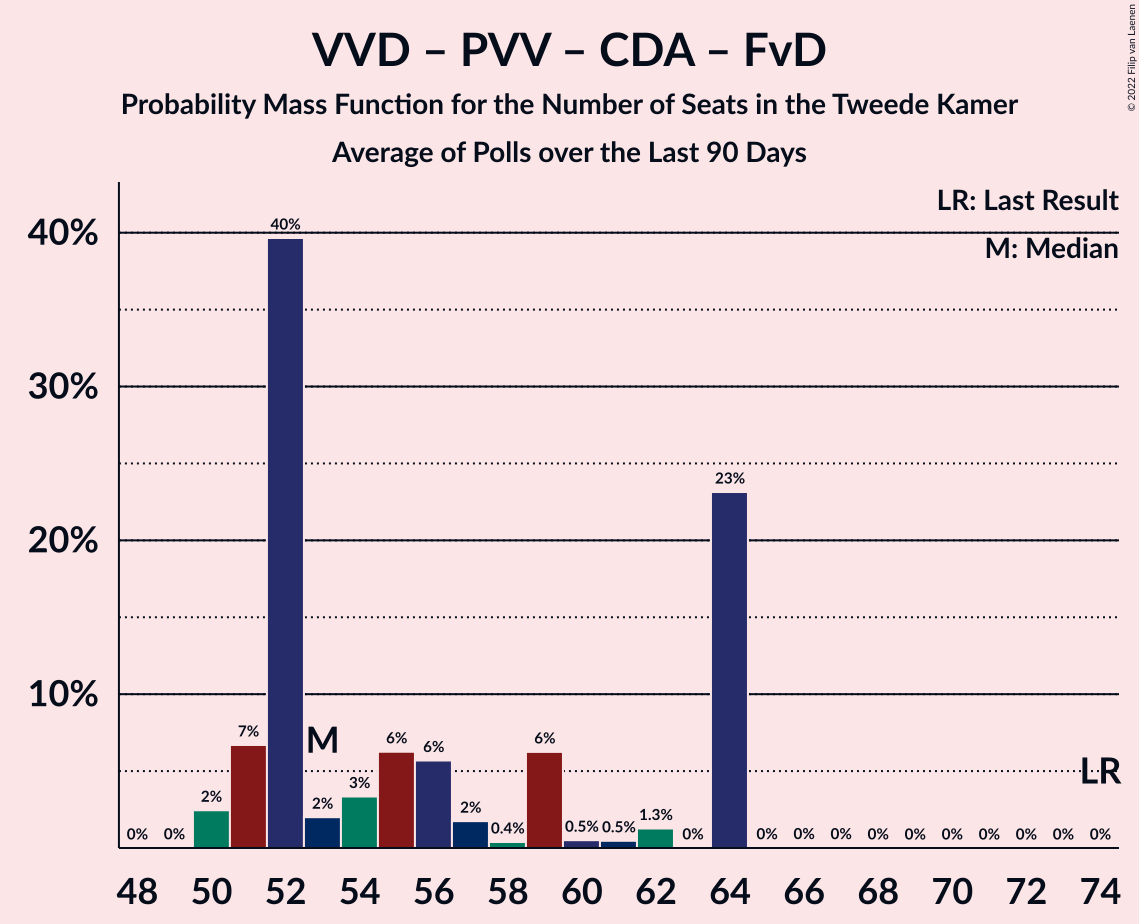 VVD – PVV – CDA – FvD
Probability Mass Function for the Number of Seats in the Tweede Kamer
Average of Polls over the Last 90 Days
© 2022 Filip van Laenen
LR: Last Result
M: Median
40%
30%
20%
10%
0% 0% 2% 7% 40% 2% 3% 6% 6% 2% 0.4% 6% 0.5% 0.5% 1.3% 0% 23% 0% 0% 0% 0% 0% 0% 0% 0% 0% 0%
M
LR
48 50 52 54 56 58 60 62 64 66 68 70 72 74